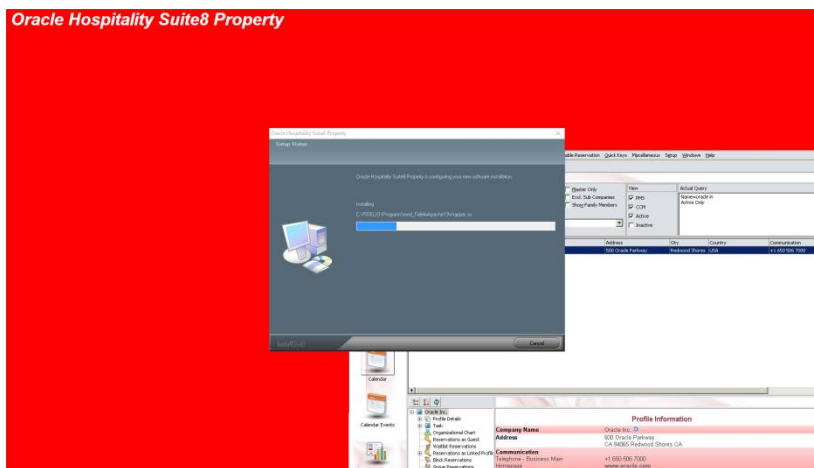 Oracle Hospitality Suite8 Property
Oracle Hospitality Suite8 Property
Setup Status
Oracle Hospitality Suite8 Property is configuring your new software installation.
Installing
Cancel
Reservation Quick Keys Miscellaneous Setup Windows Help
Master Only
Excl. Sub Companies
Show Family Members
View
PMS
CCM
Active
Inactive
Actual Query
Name=oracle in
Active Only
Address City Country Communication
500 Oracle Parkway Redwood Shores USA +1 650 506 7000
Calendar
Calendar Events
Oracle Inc.
Profile Details
Task
Organizational Chart
Reservations as Guest
Waitlist Reservations
Reservations as Linked Profile
Block Reservations
Group Reservations
Profile Information
Company Name Oracle Inc.
Address 500 Oracle Parkway
CA 94065 Redwood Shores CA
Communication
Telephone - Business Main +1 650 506 7000
Homepage www.oracle.com